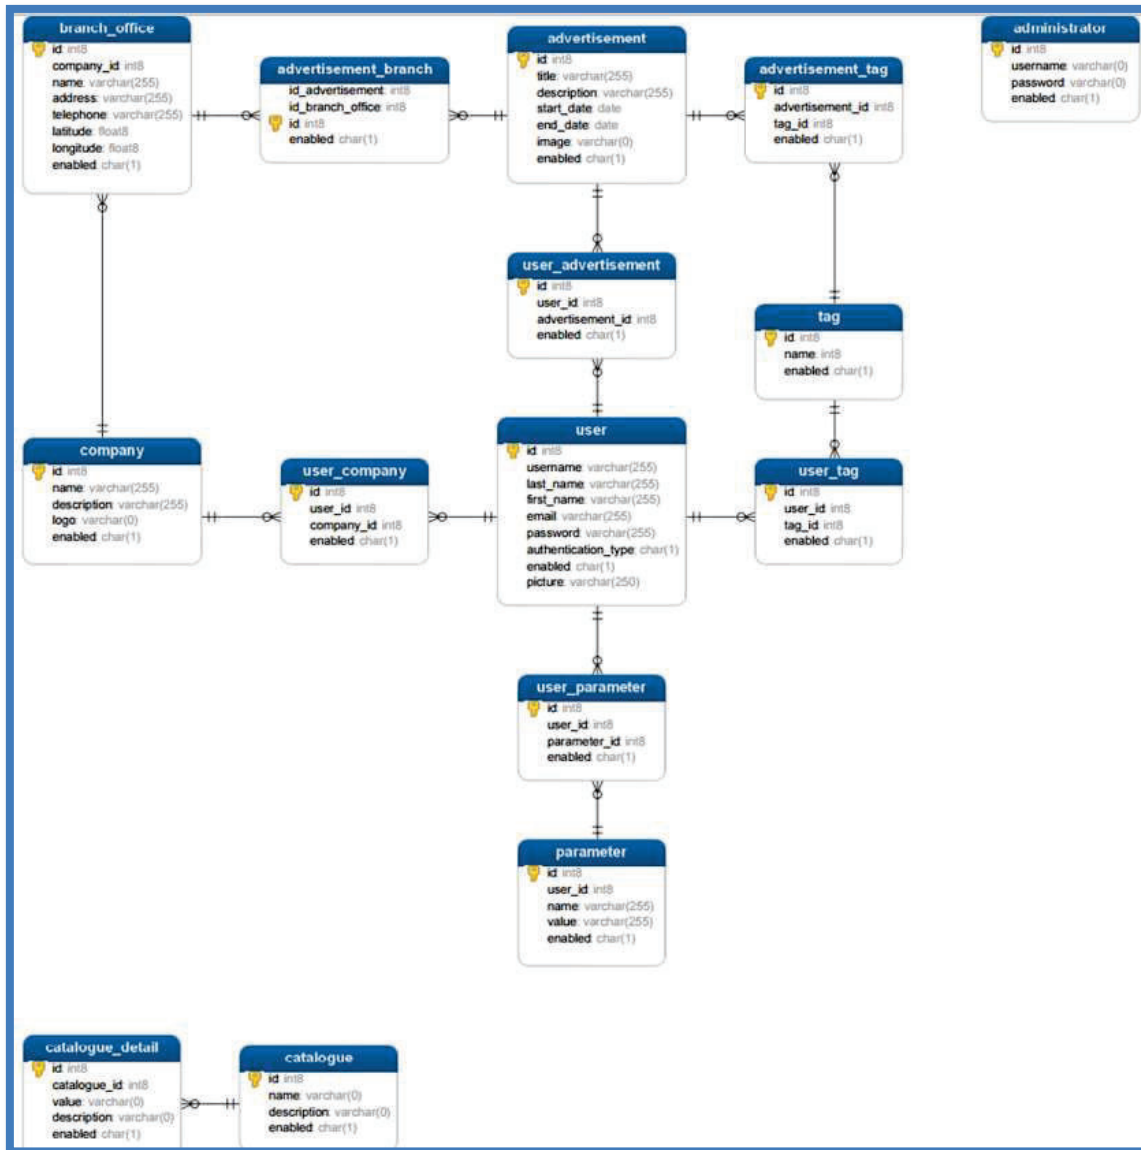 branch_office
id: int8
company_id: int8
name: varchar(255)
address: varchar(255)
telephone: varchar(255)
latitude: float8
longitude: float8
enabled: char(1)
advertisement_branch
id_advertisement: int8
id_branch_office: int8
id: int8
enabled: char(1)
advertisement
id: int8
title: varchar(255)
description: varchar(255)
start_date: date
end_date: date
image: varchar(0)
enabled: char(1)
advertisement_tag
id: int8
advertisement_id: int8
tag_id: int8
enabled: char(1)
administrator
id: int8
username: varchar(0)
password: varchar(0)
enabled: char(1)
user_advertisement
id: int8
user_id: int8
advertisement_id: int8
enabled: char(1)
tag
id: int8
name: int8
enabled: char(1)
company
id: int8
name: varchar(255)
description: varchar(255)
logo: varchar(0)
enabled: char(1)
user_company
id: int8
user_id: int8
company_id: int8
enabled: char(1)
user
id: int8
username: varchar(255)
last_name: varchar(255)
first_name: varchar(255)
email: varchar(255)
password: varchar(255)
authentication_type: char(1)
enabled: char(1)
picture: varchar(250)
user_tag
id: int8
user_id: int8
tag_id: int8
enabled: char(1)
user_parameter
id: int8
user_id: int8
parameter_id: int8
enabled: char(1)
parameter
id: int8
user_id: int8
name: varchar(255)
value: varchar(255)
enabled: char(1)
catalogue_detail
id: int8
catalogue_id: int8
value: varchar(0)
description: varchar(0)
enabled: char(1)
catalogue
id: int8
name: varchar(0)
description: varchar(0)
enabled: char(1)